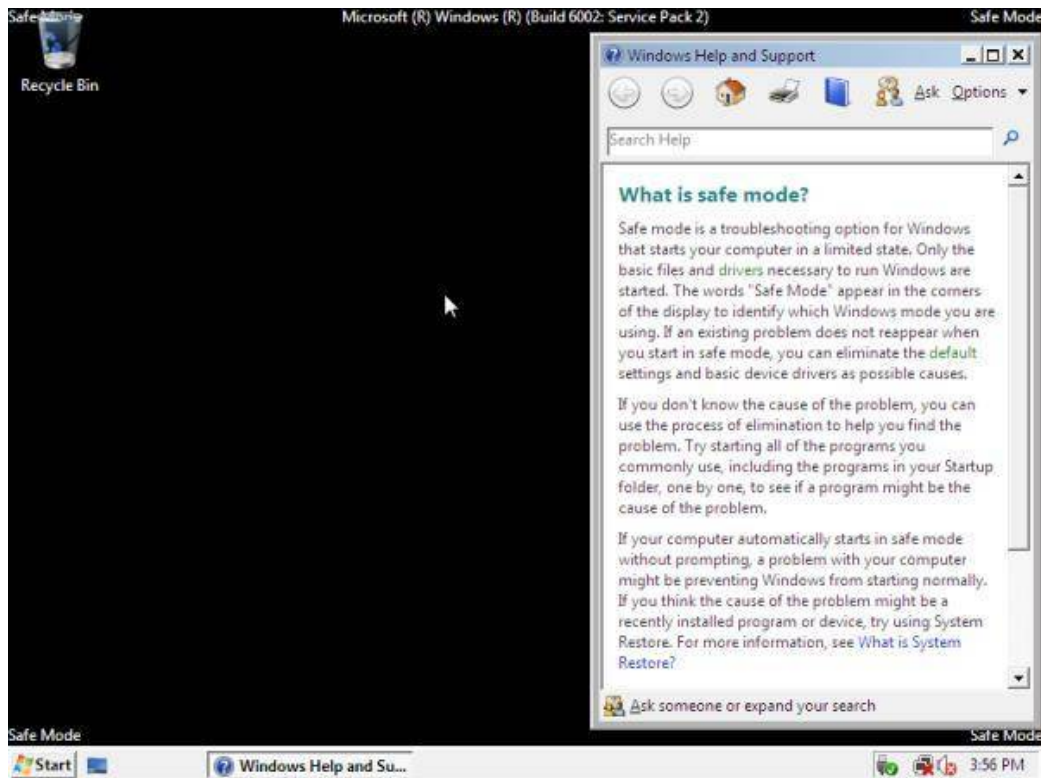 Safe Mode
Microsoft (R) Windows (R) (Build 6002: Service Pack 2)
Safe Mode
Recycle Bin
Windows Help and Support
Ask Options
Search Help
What is safe mode?
Safe mode is a troubleshooting option for Windows
that starts your computer in a limited state. Only the
basic files and drivers necessary to run Windows are
started. The words "Safe Mode" appear in the corners
of the display to identify which Windows mode you are
using. If an existing problem does not reappear when
you start in safe mode, you can eliminate the default
settings and basic device drivers as possible causes.
If you don't know the cause of the problem, you can
use the process of elimination to help you find the
problem. Try starting all of the programs you
commonly use, including the programs in your Startup
folder, one by one, to see if a program might be the
cause of the problem.
If your computer automatically starts in safe mode
without prompting, a problem with your computer
might be preventing Windows from starting normally.
If you think the cause of the problem might be a
recently installed program or device, try using System
Restore. For more information, see What is System
Restore?
Ask someone or expand your search
Safe Mode
Safe Mode
Start
Windows Help and Su...
3:56 PM